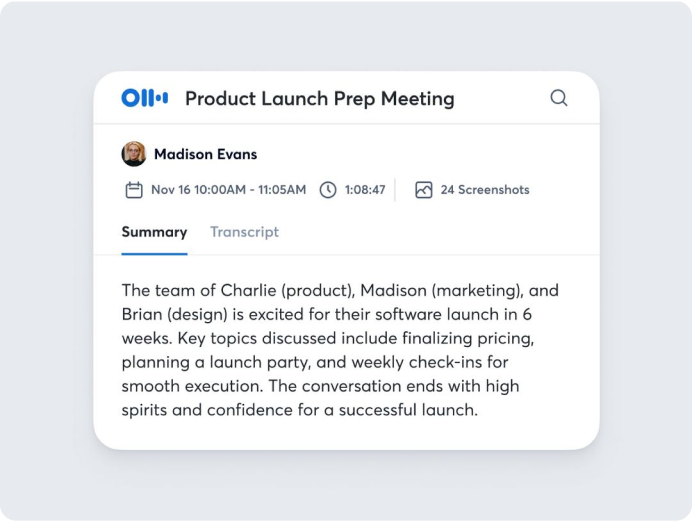 Product Launch Prep Meeting
Madison Evans
Nov 16 10:00AM - 11:05AM 1:08:47 24 Screenshots
Summary Transcript
The team of Charlie (product), Madison (marketing), and
Brian (design) is excited for their software launch in 6
weeks. Key topics discussed include finalizing pricing,
planning a launch party, and weekly check-ins for
smooth execution. The conversation ends with high
spirits and confidence for a successful launch.